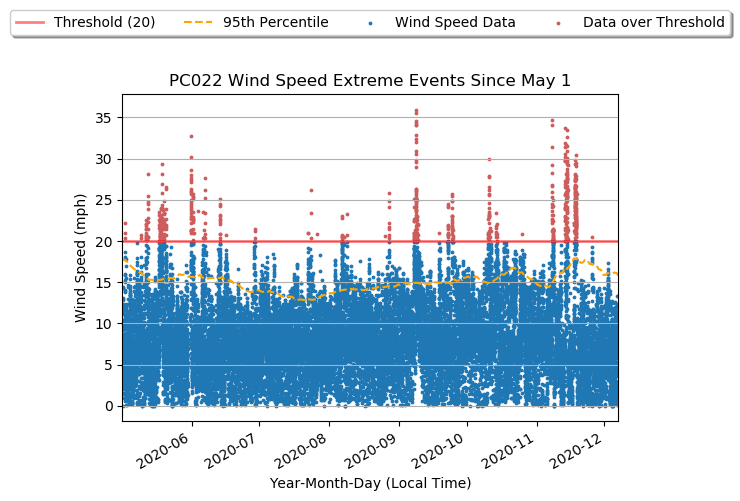 Threshold (20) 95th Percentile Wind Speed Data Data over Threshold
PC022 Wind Speed Extreme Events Since May 1
Wind Speed (mph)
35
30
25
20
15
10
5
0
2020-06 2020-07 2020-08 2020-09 2020-10 2020-11 2020-12
Year-Month-Day (Local Time)